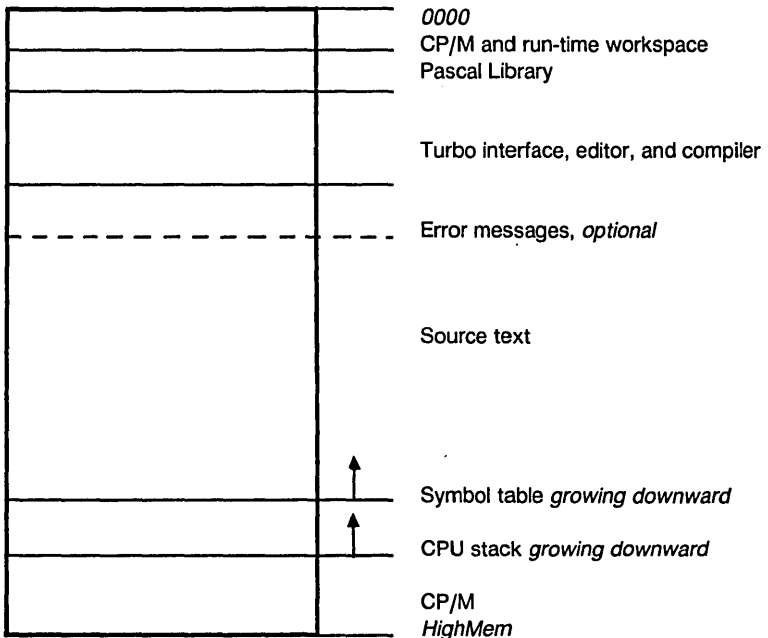 0000
CP/M and run-time workspace
Pascal Library
Turbo interface, editor, and compiler
Error messages, optional
Source text
Symbol table growing downward
CPU stack growing downward
CP/M
HighMem